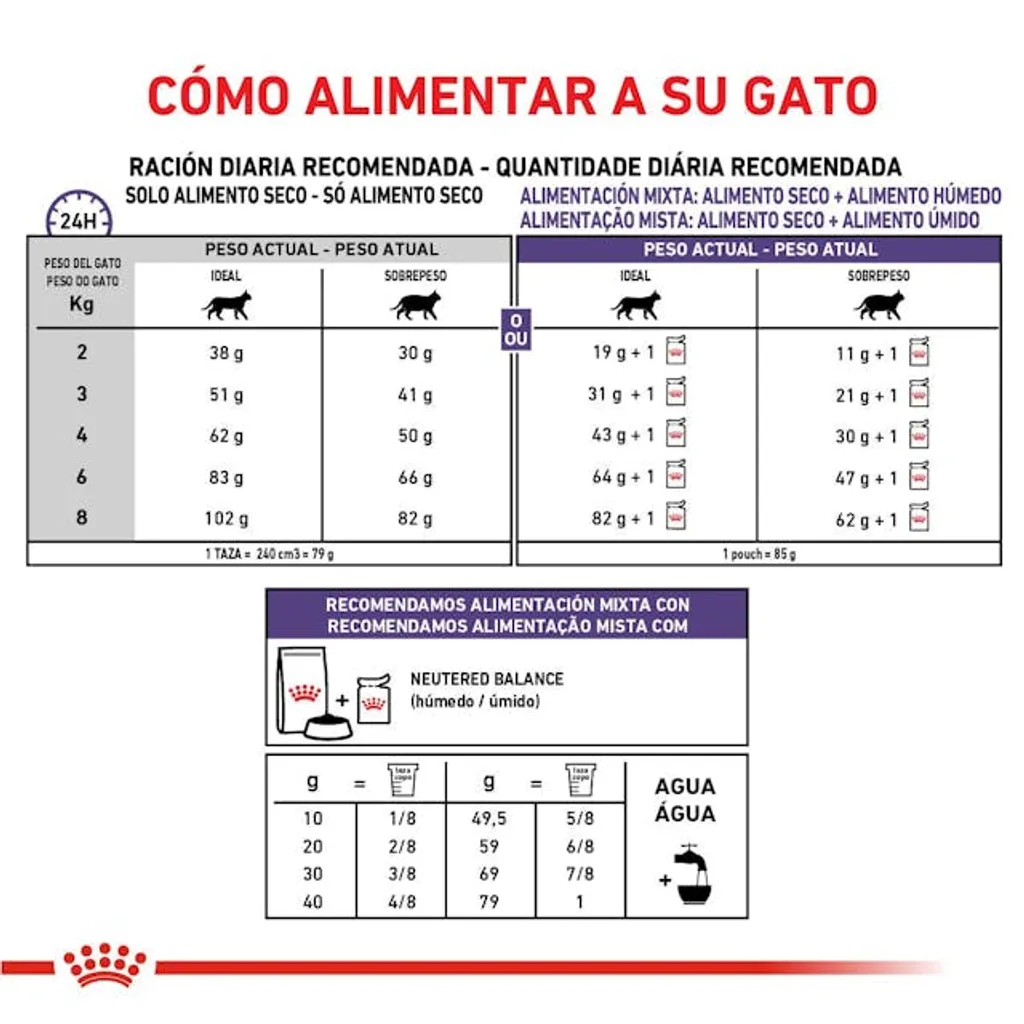 CÓMO ALIMENTAR A SU GATO
RACIÓN DIARIA RECOMENDADA - QUANTIDADE DIÁRIA RECOMENDADA
SOLO ALIMENTO SECO - SÓ ALIMENTO SECO
ALIMENTACIÓN MIXTA: ALIMENTO SECO + ALIMENTO HÚMEDO
ALIMENTAÇÃO MISTA: ALIMENTO SECO + ALIMENTO ÚMIDO
24H
PESO DEL GATO
PESO DO GATO
Kg
PESO ACTUAL - PESO ATUAL
IDEAL
SOBREPESO
O
OU
PESO ACTUAL - PESO ATUAL
IDEAL
SOBREPESO
2 38 g 30 g 19 g + 1 11 g + 1
3 51 g 41 g 31 g + 1 21 g + 1
4 62 g 50 g 43 g + 1 30 g + 1
6 83 g 66 g 64 g + 1 47 g + 1
8 102 g 82 g 82 g + 1 62 g + 1
1 TAZA = 240 cm3 = 79 g
1 pouch = 85 g
RECOMENDAMOS ALIMENTACIÓN MIXTA CON
RECOMENDAMOS ALIMENTAÇÃO MISTA COM
+
NEUTERED BALANCE
(húmedo / úmido)
g = taza copo g = taza copo
10 1/8 49,5 5/8
20 2/8 59 6/8
30 3/8 69 7/8
40 4/8 79 1
AGUA
ÁGUA
+